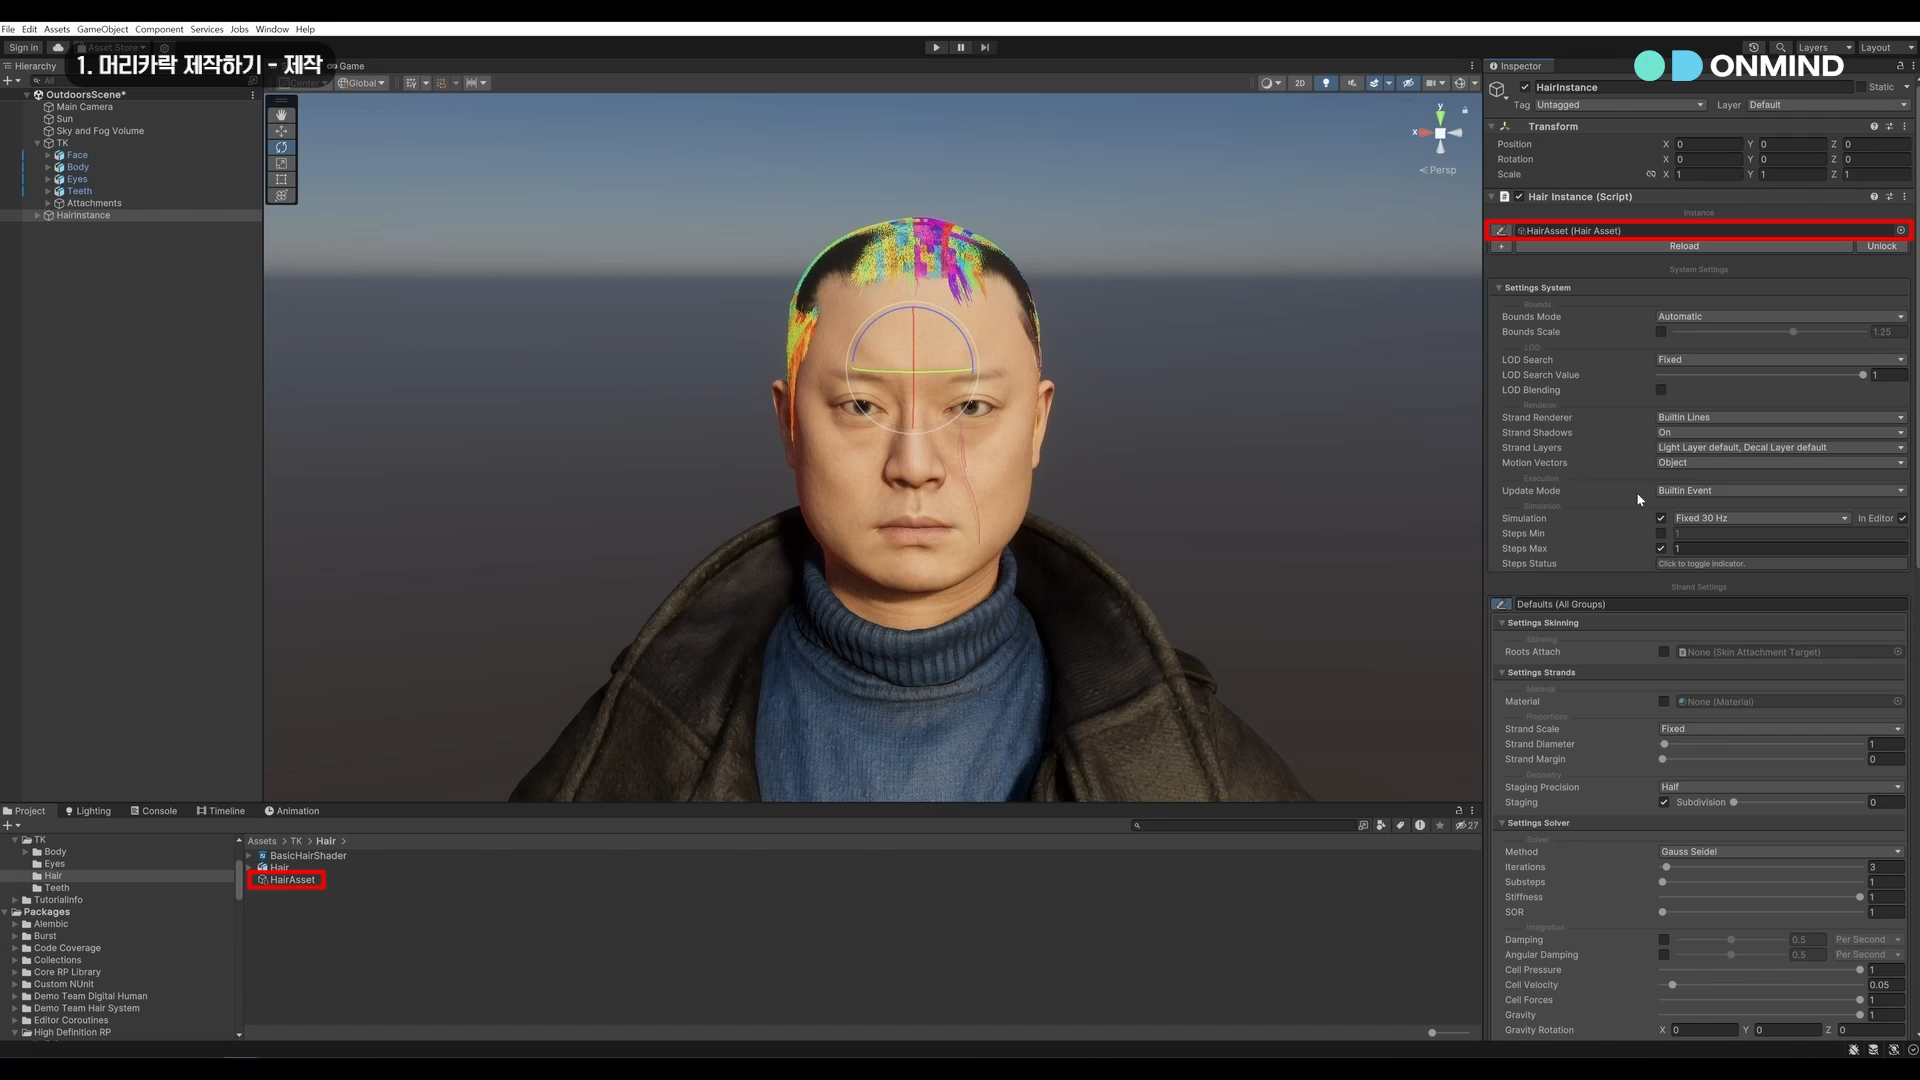 File Edit Assets GameObject Component Services Jobs Window Help
Sign in Asset Store
Layers Layout
1. 머리카락 제작하기 - 제작
ONMIND
Hierarchy
All
OutdoorsScene*
Main Camera
Sun
Sky and Fog Volume
TK
Face
Body
Eyes
Teeth
Attachments
HairInstance
Game
Center Global
2D
y
x
Persp
Inspector
HairInstance Static
Tag Untagged Layer Default
Transform
Position X 0 Y 0 Z 0
Rotation X 0 Y 0 Z 0
Scale X 1 Y 1 Z 1
Hair Instance (Script)
Instance
HairAsset (Hair Asset)
+ Reload Unlock
System Settings
Settings System
Bounds
Bounds Mode Automatic
Bounds Scale 1.25
LOD
LOD Search Fixed
LOD Search Value 1
LOD Blending
Renderer
Strand Renderer Builtin Lines
Strand Shadows On
Strand Layers Light Layer default, Decal Layer default
Motion Vectors Object
Execution
Update Mode Builtin Event
Simulation
Simulation Fixed 30 Hz In Editor
Steps Min 1
Steps Max 1
Steps Status Click to toggle indicator.
Strand Settings
Defaults (All Groups)
Settings Skinning
Skinning
Roots Attach None (Skin Attachment Target)
Settings Strands
Material
Material None (Material)
Proportions
Strand Scale Fixed
Strand Diameter 1
Strand Margin 0
Geometry
Staging Precision Half
Staging Subdivision 0
Settings Solver
Solver
Method Gauss Seidel
Iterations 3
Substeps 1
Stiffness 1
SOR 1
Integration
Damping 0.5 Per Second
Angular Damping 0.5 Per Second
Cell Pressure 1
Cell Velocity 0.05
Cell Forces 1
Gravity 1
Gravity Rotation X 0 Y 0 Z 0
Project Lighting Console Timeline Animation
27
TK
Body
Eyes
Hair
Teeth
TutorialInfo
Packages
Alembic
Burst
Code Coverage
Collections
Core RP Library
Custom NUnit
Demo Team Digital Human
Demo Team Hair System
Editor Coroutines
High Definition RP
Assets > TK > Hair >
BasicHairShader
Hair
HairAsset